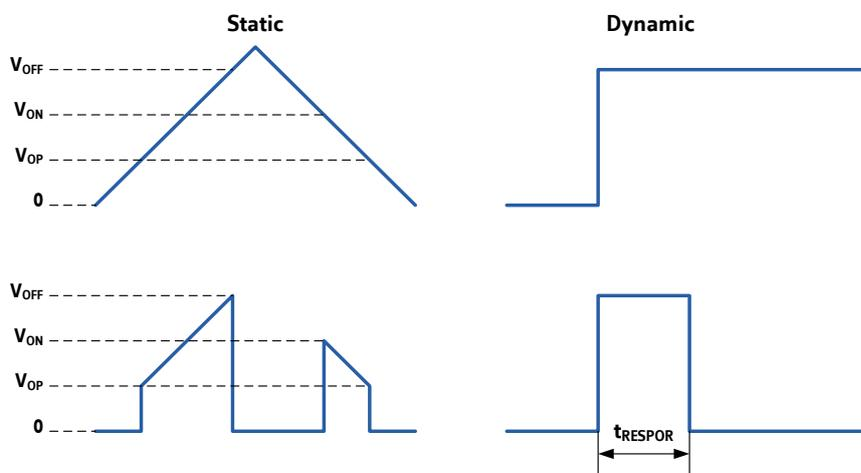 Static
Dynamic
VOFF
VON
VOP
0
VOFF
VON
VOP
0
tRESPOR